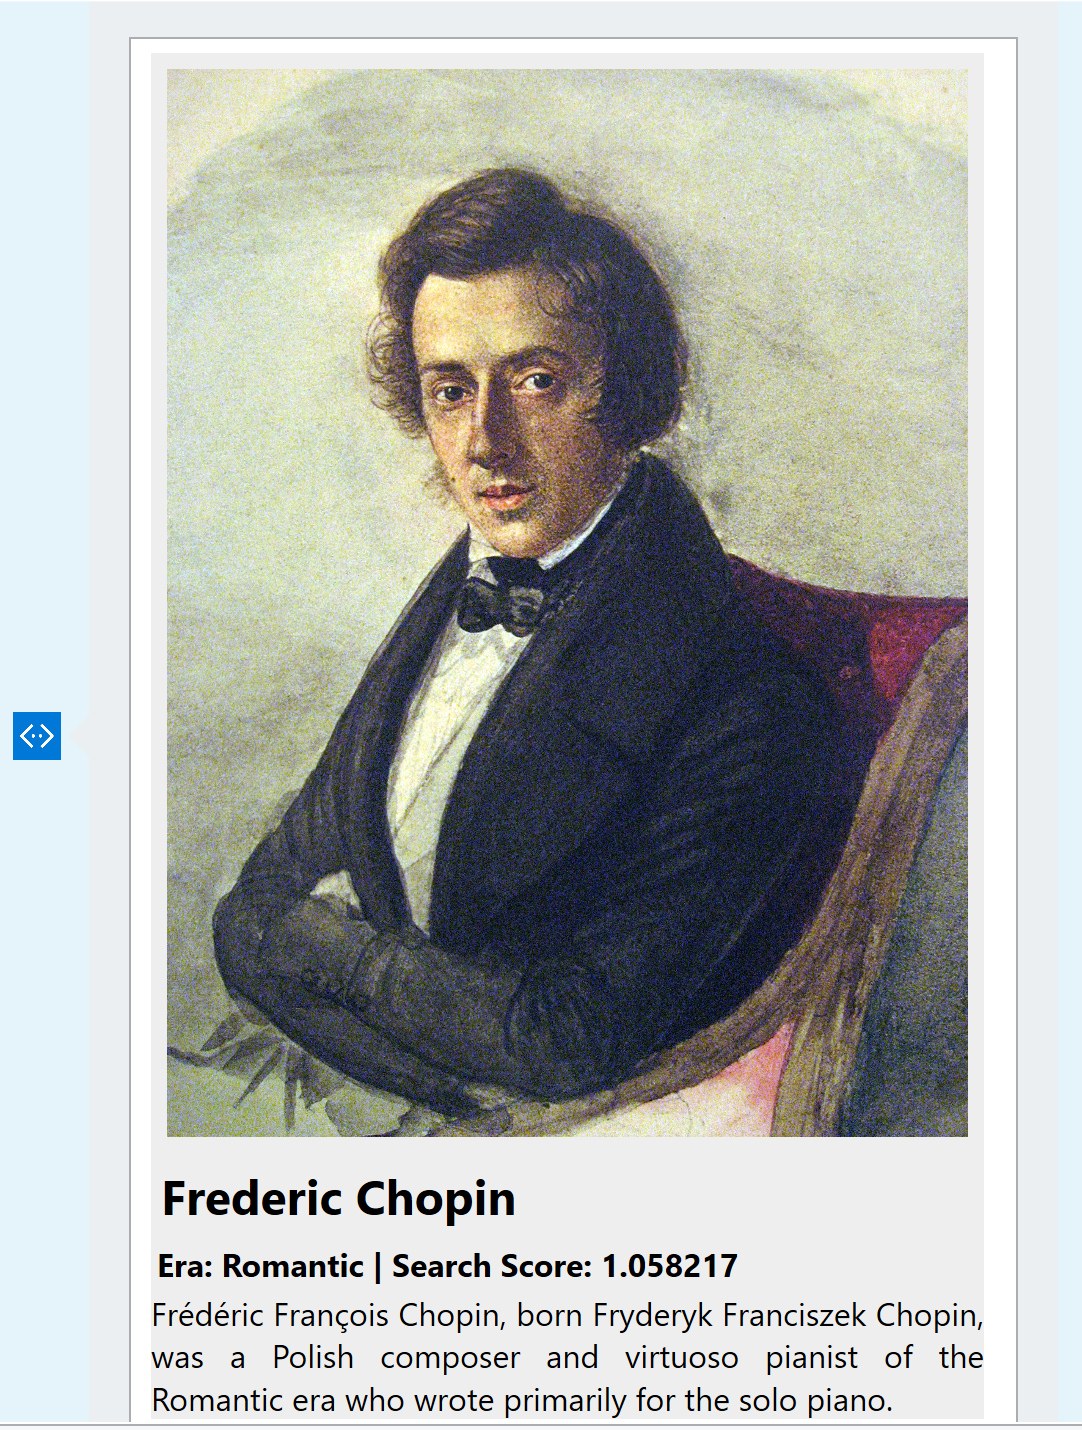 Frederic Chopin
Era: Romantic | Search Score: 1.058217
Frédéric François Chopin, born Fryderyk Franciszek Chopin,
was a Polish composer and virtuoso pianist of the
Romantic era who wrote primarily for the solo piano.